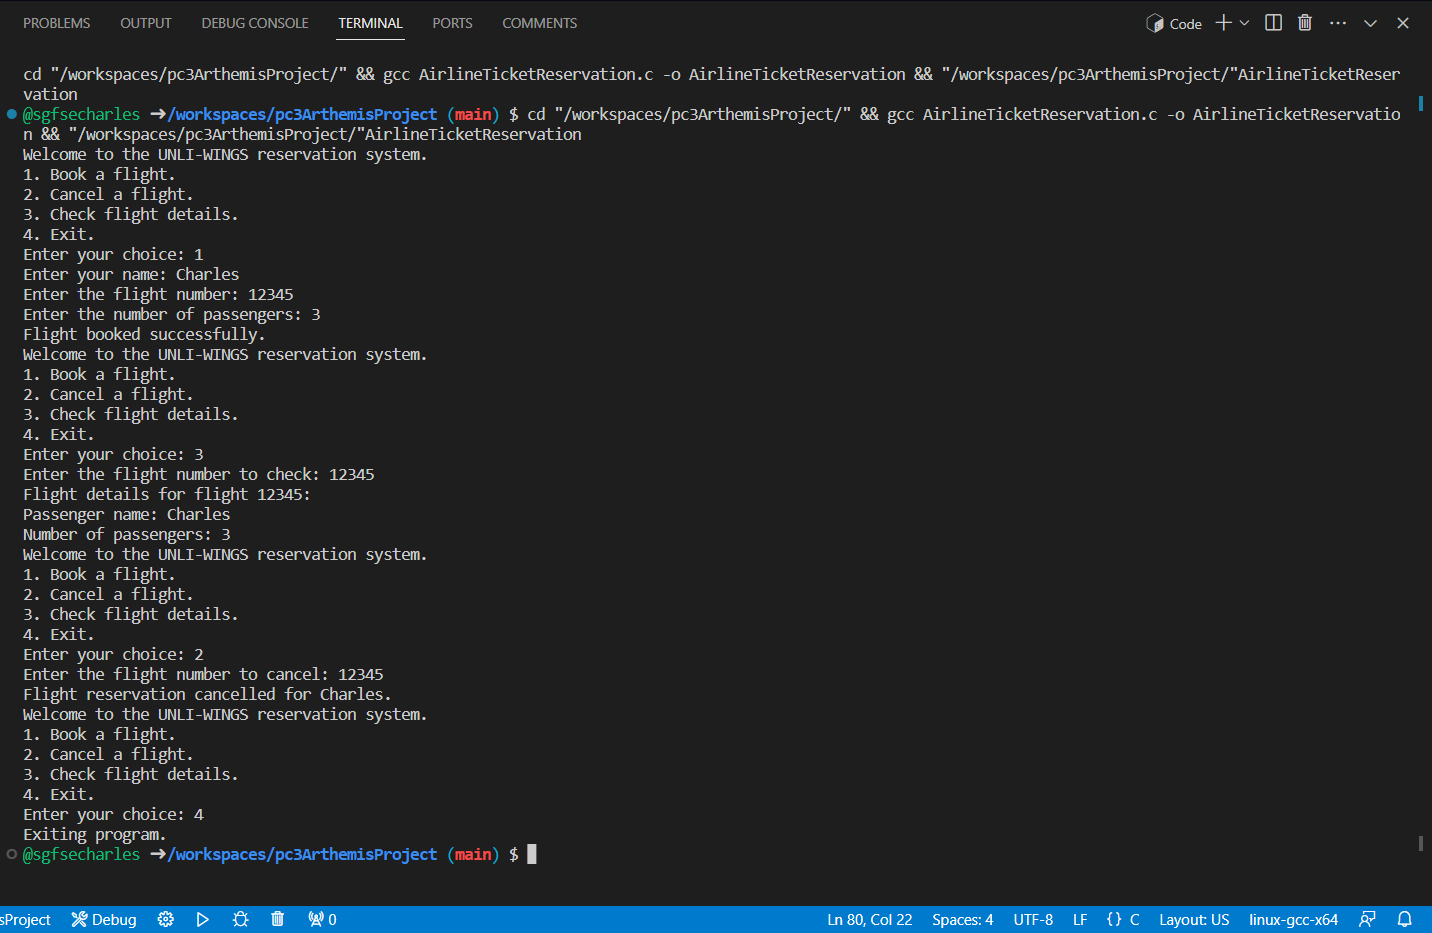 PROBLEMS OUTPUT DEBUG CONSOLE TERMINAL PORTS COMMENTS Code
cd "/workspaces/pc3ArthemisProject/" && gcc AirlineTicketReservation.c -o AirlineTicketReservation && "/workspaces/pc3ArthemisProject/"AirlineTicketReser
vation
@sgfsecharles ➜/workspaces/pc3ArthemisProject (main) $ cd "/workspaces/pc3ArthemisProject/" && gcc AirlineTicketReservation.c -o AirlineTicketReservatio
n && "/workspaces/pc3ArthemisProject/"AirlineTicketReservation
Welcome to the UNLI-WINGS reservation system.
1. Book a flight.
2. Cancel a flight.
3. Check flight details.
4. Exit.
Enter your choice: 1
Enter your name: Charles
Enter the flight number: 12345
Enter the number of passengers: 3
Flight booked successfully.
Welcome to the UNLI-WINGS reservation system.
1. Book a flight.
2. Cancel a flight.
3. Check flight details.
4. Exit.
Enter your choice: 3
Enter the flight number to check: 12345
Flight details for flight 12345:
Passenger name: Charles
Number of passengers: 3
Welcome to the UNLI-WINGS reservation system.
1. Book a flight.
2. Cancel a flight.
3. Check flight details.
4. Exit.
Enter your choice: 2
Enter the flight number to cancel: 12345
Flight reservation cancelled for Charles.
Welcome to the UNLI-WINGS reservation system.
1. Book a flight.
2. Cancel a flight.
3. Check flight details.
4. Exit.
Enter your choice: 4
Exiting program.
@sgfsecharles ➜/workspaces/pc3ArthemisProject (main) $
sProject Debug 0 Ln 80, Col 22 Spaces: 4 UTF-8 LF {} C Layout: US linux-gcc-x64